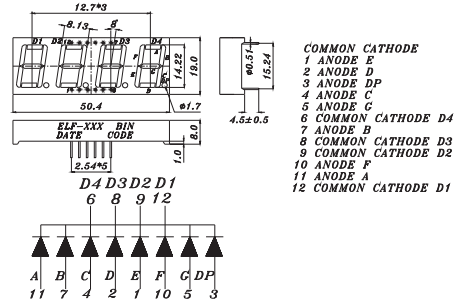 12.7*3
8.13
8
D1 D2 D3 D4
A
F B
G
E C
D
14.22
19.0
50.4
φ1.7
φ0.51
15.24
4.5±0.5
ELF-XXX BIN
DATE CODE
8.0
1.0
2.54*5
COMMON CATHODE
1 ANODE E
2 ANODE D
3 ANODE DP
4 ANODE C
5 ANODE G
6 COMMON CATHODE D4
7 ANODE B
8 COMMON CATHODE D3
9 COMMON CATHODE D2
10 ANODE F
11 ANODE A
12 COMMON CATHODE D1
D4 D3 D2 D1
6 8 9 12
A B C D E F G DP
11 7 4 2 1 10 5 3